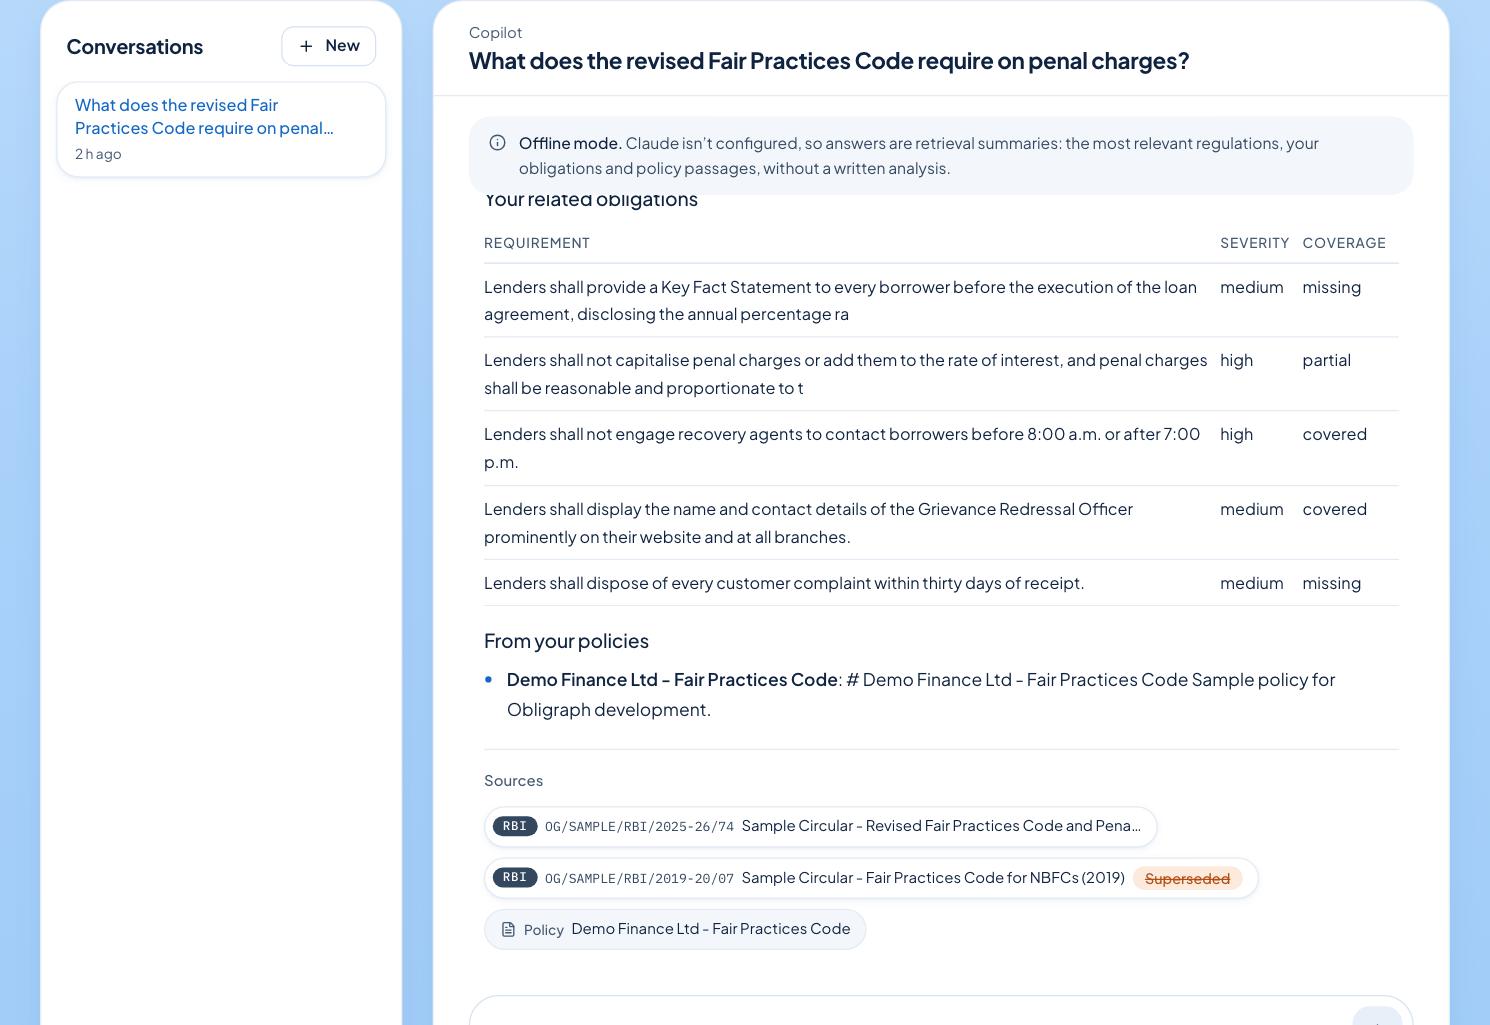 Conversations
+ New
What does the revised Fair
Practices Code require on penal…
2 h ago
Copilot
What does the revised Fair Practices Code require on penal charges?
Offline mode. Claude isn’t configured, so answers are retrieval summaries: the most relevant regulations, your
obligations and policy passages, without a written analysis.
Your related obligations
REQUIREMENT SEVERITY COVERAGE
Lenders shall provide a Key Fact Statement to every borrower before the execution of the loan medium missing
agreement, disclosing the annual percentage ra
Lenders shall not capitalise penal charges or add them to the rate of interest, and penal charges high partial
shall be reasonable and proportionate to t
Lenders shall not engage recovery agents to contact borrowers before 8:00 a.m. or after 7:00 high covered
p.m.
Lenders shall display the name and contact details of the Grievance Redressal Officer medium covered
prominently on their website and at all branches.
Lenders shall dispose of every customer complaint within thirty days of receipt. medium missing
From your policies
• Demo Finance Ltd - Fair Practices Code: # Demo Finance Ltd - Fair Practices Code Sample policy for
Obligraph development.
Sources
RBI OG/SAMPLE/RBI/2025-26/74 Sample Circular - Revised Fair Practices Code and Pena…
RBI OG/SAMPLE/RBI/2019-20/07 Sample Circular - Fair Practices Code for NBFCs (2019) Superseded
Policy Demo Finance Ltd - Fair Practices Code